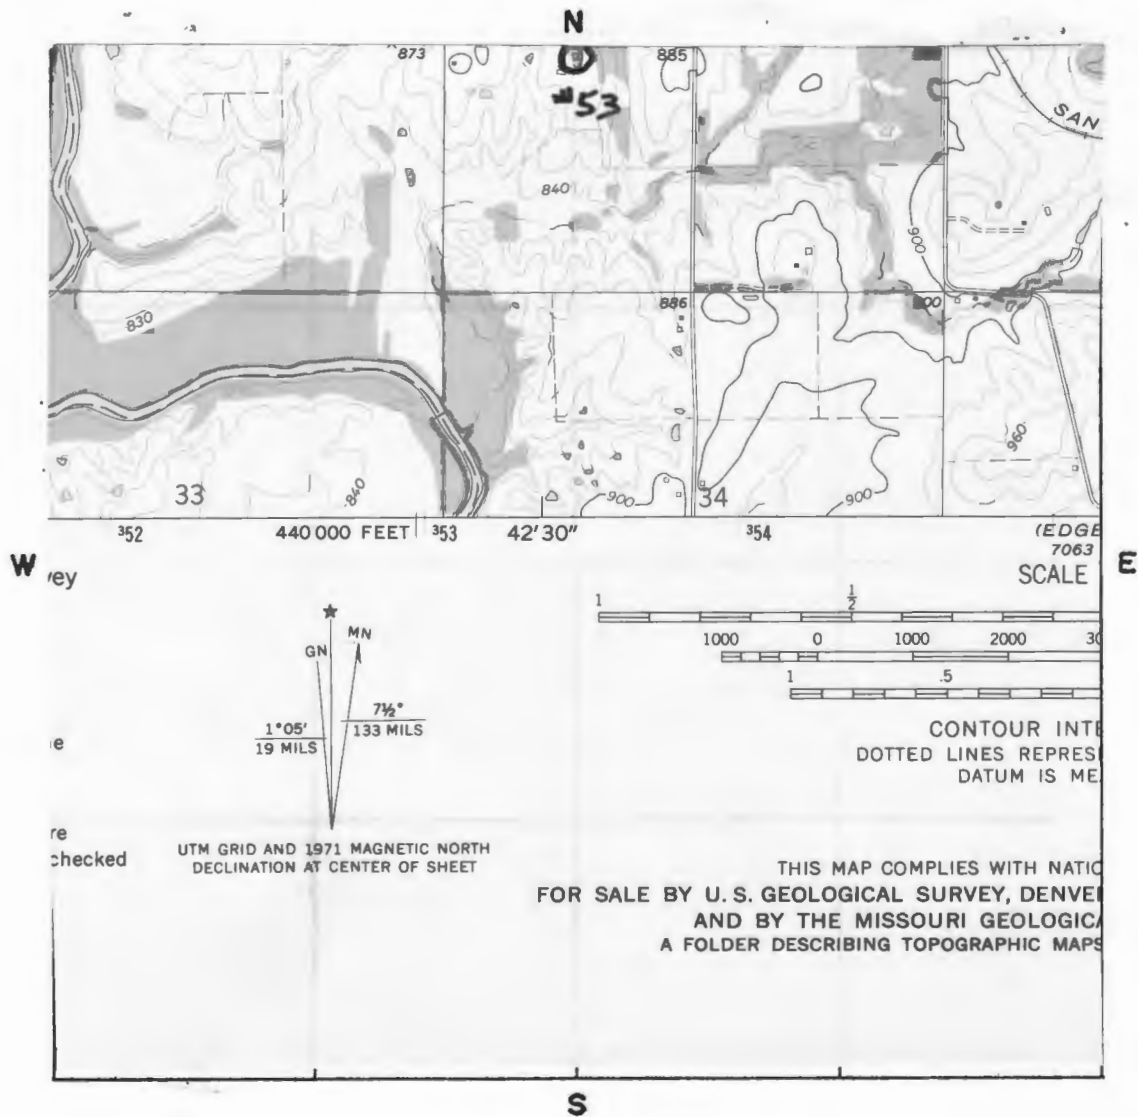 N
873
885
53
SAN
840
900
886
900
830
960
33
.840
900
34
900
352
440 000 FEET
353
42'30"
354
(EDGE
7063
W
E
vey
SCALE
1
1/2
1000 0 1000 2000 30
1 .5
★
GN
MN
1°05'
19 MILS
7½°
133 MILS
CONTOUR INTE
DOTTED LINES REPRESI
DATUM IS ME
re
checked
UTM GRID AND 1971 MAGNETIC NORTH
DECLINATION AT CENTER OF SHEET
THIS MAP COMPLIES WITH NATIO
FOR SALE BY U. S. GEOLOGICAL SURVEY, DENVE
AND BY THE MISSOURI GEOLOGICA
A FOLDER DESCRIBING TOPOGRAPHIC MAPS
S